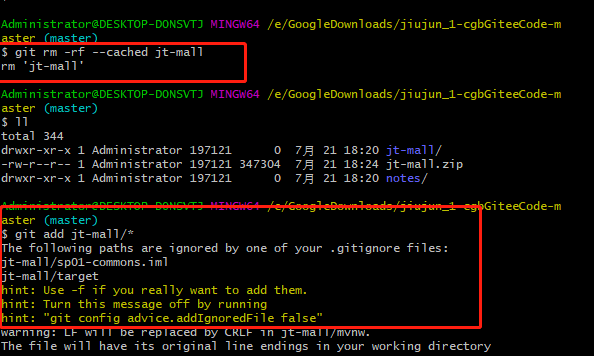 Administrator@DESKTOP-DONSVTJ MINGW64 /e/GoogleDownloads/jiujun_1-cgbGiteeCode-m
aster (master)
$ git rm -rf --cached jt-mall
rm 'jt-mall'
Administrator@DESKTOP-DONSVTJ MINGW64 /e/GoogleDownloads/jiujun_1-cgbGiteeCode-m
aster (master)
$ ll
total 344
drwxr-xr-x 1 Administrator 197121      0  7月 21 18:20 jt-mall/
-rw-r--r-- 1 Administrator 197121 347304  7月 21 18:24 jt-mall.zip
drwxr-xr-x 1 Administrator 197121      0  7月 21 18:20 notes/
Administrator@DESKTOP-DONSVTJ MINGW64 /e/GoogleDownloads/jiujun_1-cgbGiteeCode-m
aster (master)
$ git add jt-mall/*
The following paths are ignored by one of your .gitignore files:
jt-mall/sp01-commons.iml
jt-mall/target
hint: Use -f if you really want to add them.
hint: Turn this message off by running
hint: "git config advice.addIgnoredFile false"
warning: LF will be replaced by CRLF in jt-mall/mvnw.
The file will have its original line endings in your working directory